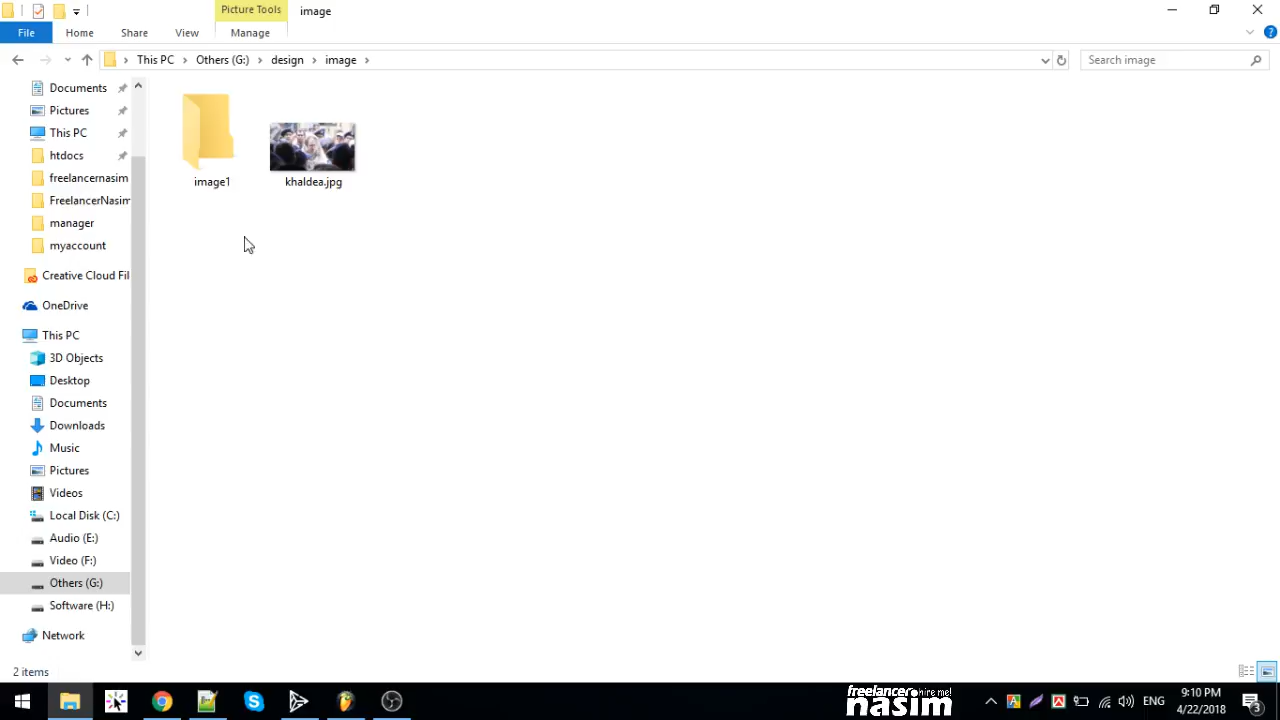 Picture Tools
image
File
Home
Share
View
Manage
This PC
Others (G:)
design
image
Search image
Documents
Pictures
This PC
htdocs
freelancernasim
FreelancerNasim
manager
myaccount
Creative Cloud Fil
OneDrive
This PC
3D Objects
Desktop
Documents
Downloads
Music
Pictures
Videos
Local Disk (C:)
Audio (E:)
Video (F:)
Others (G:)
Software (H:)
Network
image1
khaldea.jpg
2 items
freelancer hire me!
nasim
ENG
9:10 PM
4/22/2018
3